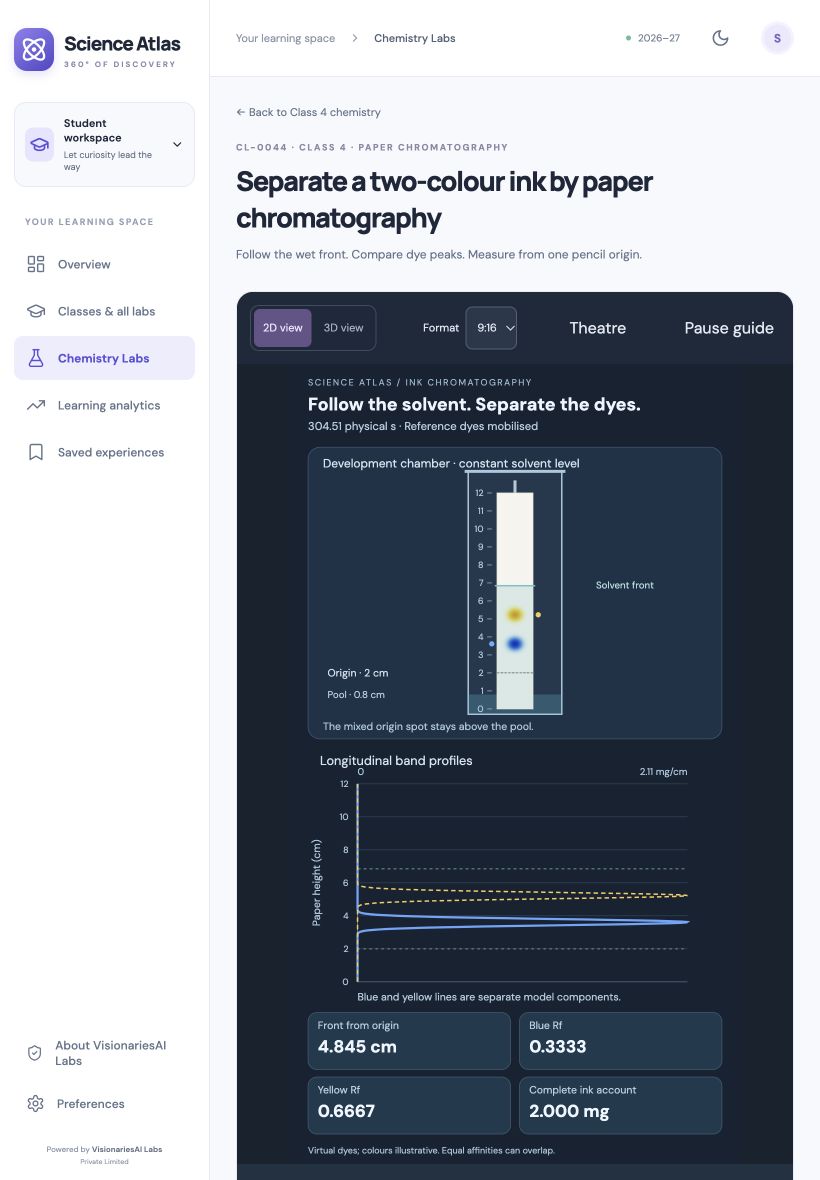 Science Atlas
360° OF DISCOVERY
Student
workspace
Let curiosity lead the
way
YOUR LEARNING SPACE
Overview
Classes & all labs
Chemistry Labs
Learning analytics
Saved experiences
About VisionariesAI
Labs
Preferences
Powered by VisionariesAI Labs
Private Limited
Your learning space > Chemistry Labs
2026–27
S
← Back to Class 4 chemistry
CL-0044 · CLASS 4 · PAPER CHROMATOGRAPHY
Separate a two-colour ink by paper
chromatography
Follow the wet front. Compare dye peaks. Measure from one pencil origin.
2D view 3D view Format 9:16 Theatre Pause guide
SCIENCE ATLAS / INK CHROMATOGRAPHY
Follow the solvent. Separate the dyes.
304.51 physical s · Reference dyes mobilised
Development chamber · constant solvent level
12
11
10
9
8
7
Solvent front
6
5
4
3
Origin · 2 cm 2
Pool · 0.8 cm 1
0
The mixed origin spot stays above the pool.
Longitudinal band profiles
0 2.11 mg/cm
12
10
8
6
4
2
0
Paper height (cm)
Blue and yellow lines are separate model components.
Front from origin
4.845 cm
Blue Rf
0.3333
Yellow Rf
0.6667
Complete ink account
2.000 mg
Virtual dyes; colours illustrative. Equal affinities can overlap.